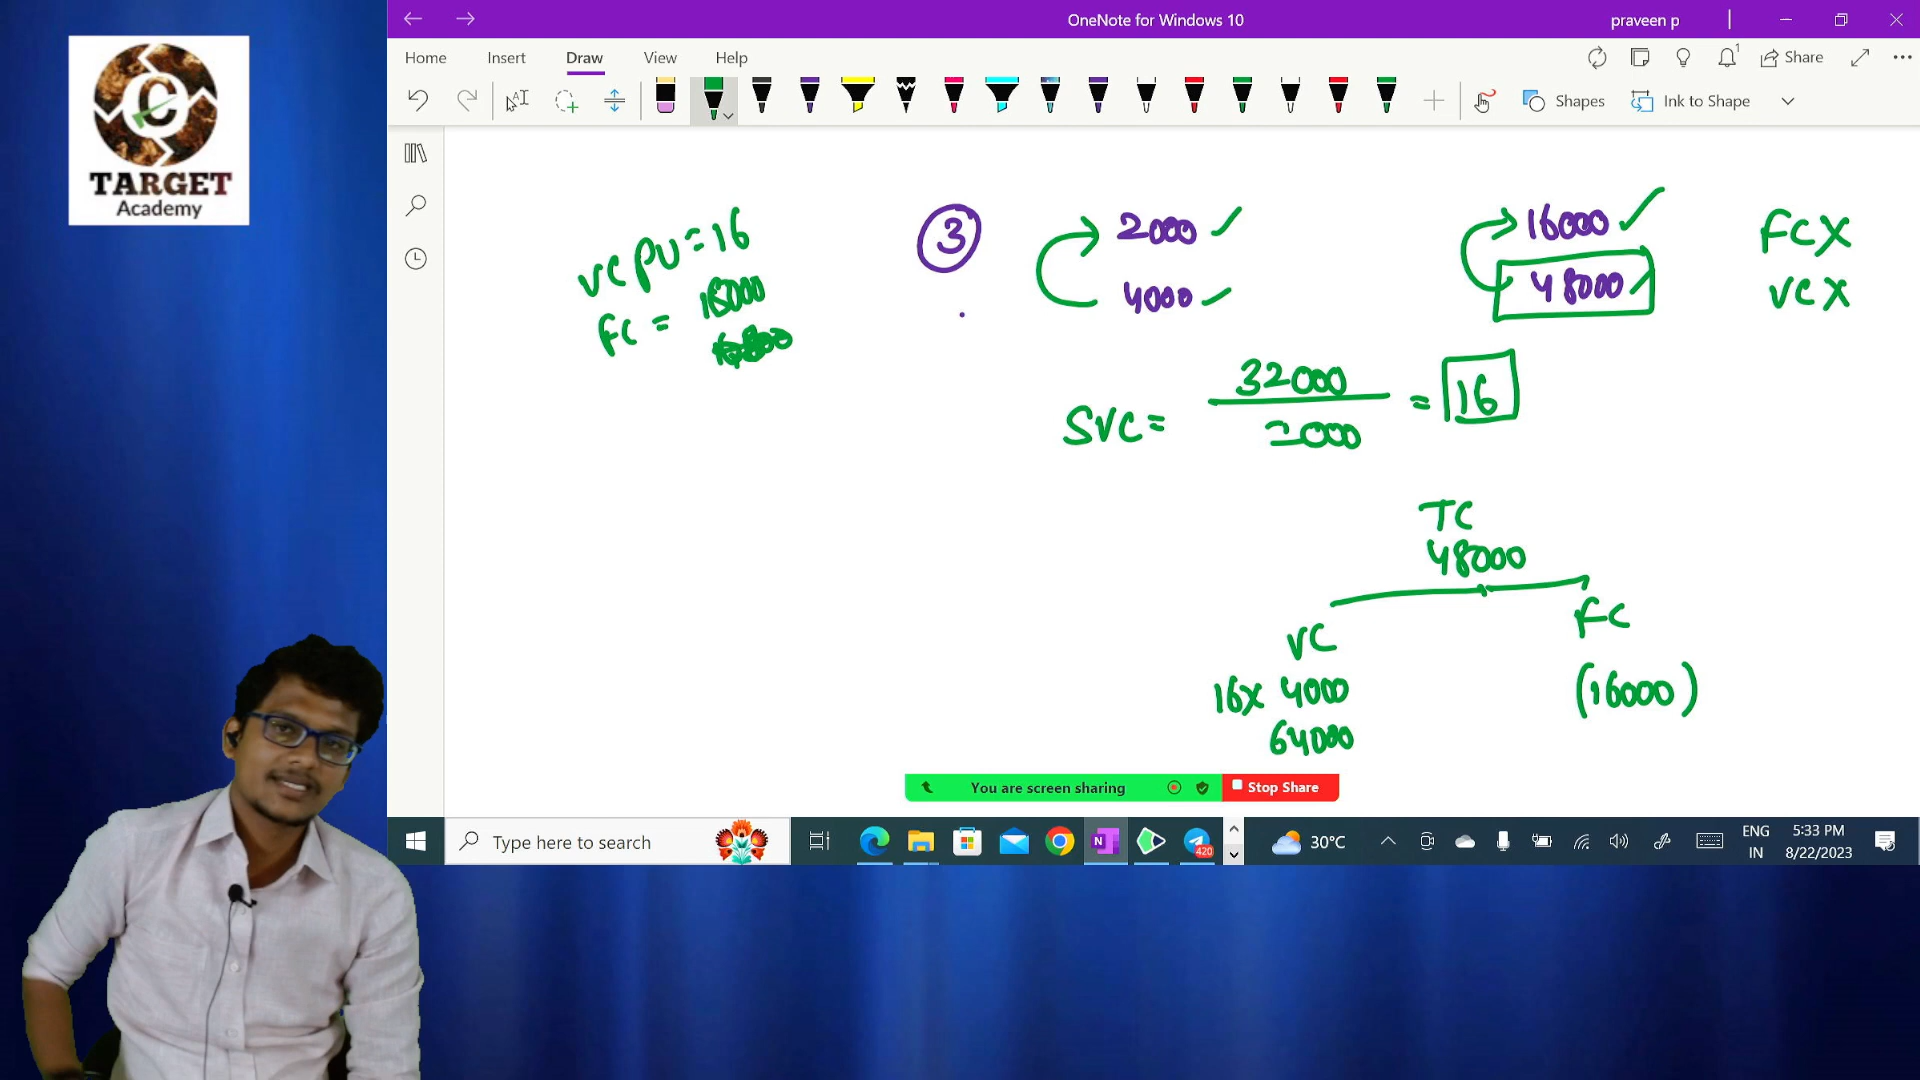 TARGET
Academy
OneNote for Windows 10
praveen p
Home Insert Draw View Help
Share
Shapes
Ink to Shape
VC PU = 16
FC = 16000
3
2000
4000
16000
48000
FC X
VC X
SVC = 32000 / 2000 = 16
TC
48000
VC
FC
16x 4000
(16000)
64000
You are screen sharing
Stop Share
Type here to search
420
30°C
ENG
IN
5:33 PM
8/22/2023